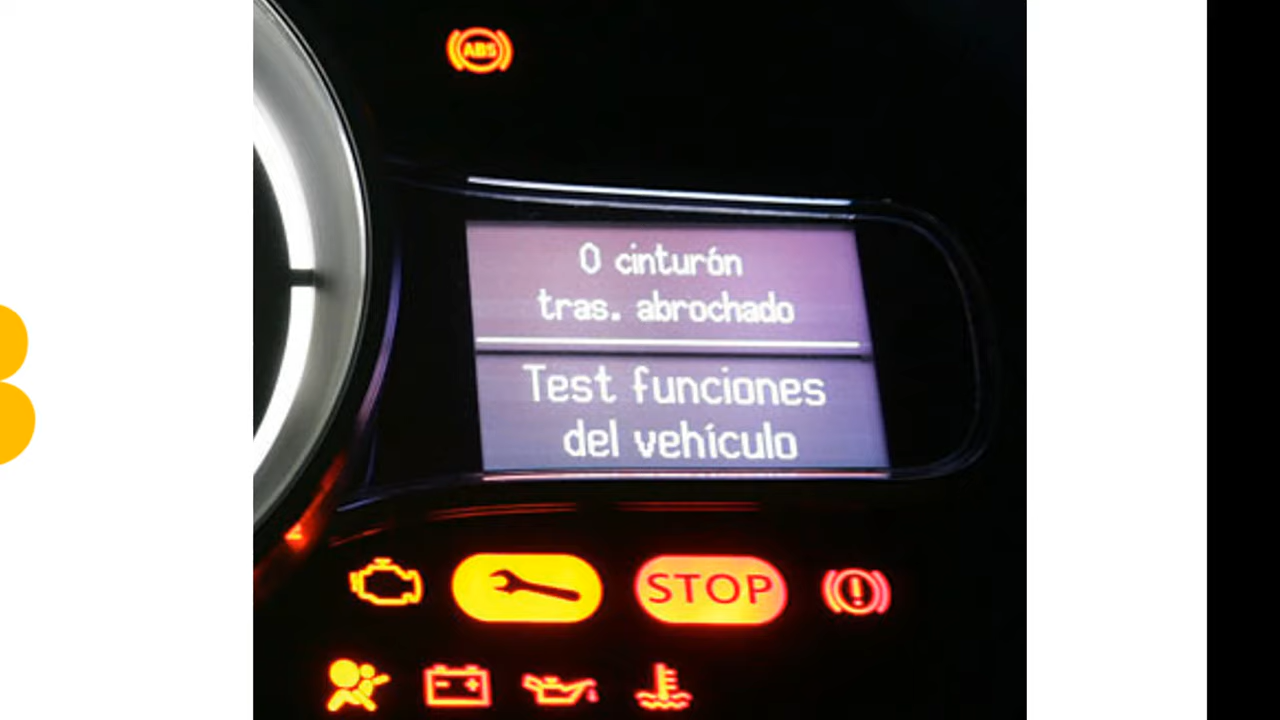 ABS
0 cinturón
tras. abrochado
Test funciones
del vehículo
STOP